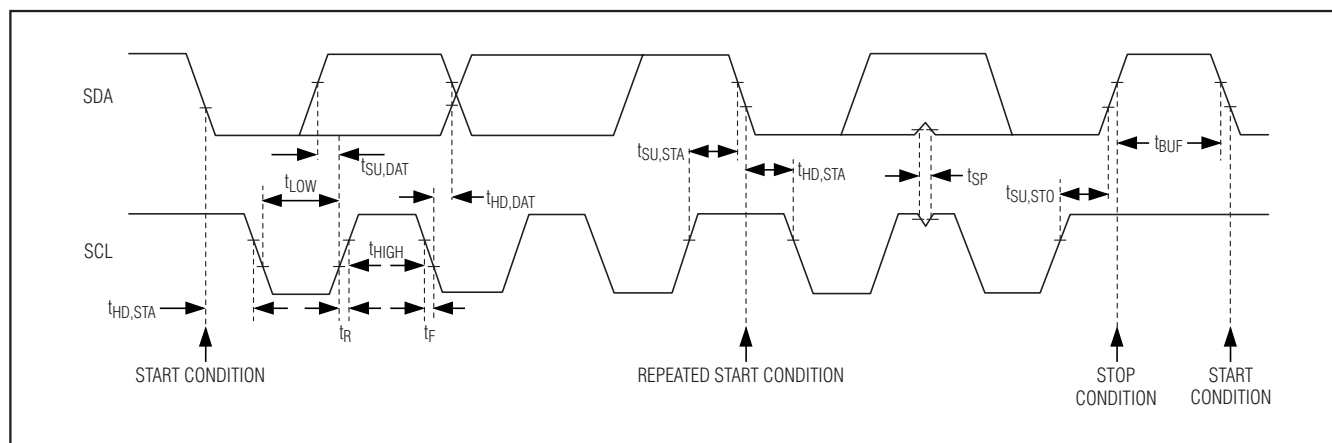 SDA
tSU,DAT
tLOW
tHD,DAT
tSU,STA
tHD,STA
tSP
tSU,STO
tBUF
SCL
tHIGH
tHD,STA
tR
tF
START CONDITION
REPEATED START CONDITION
STOP
CONDITION
START
CONDITION